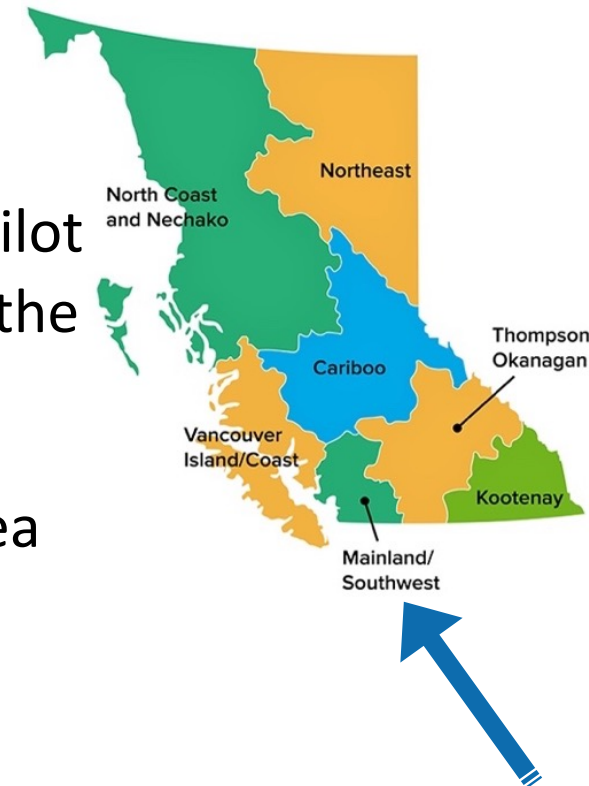 ilot
the
ea
Northeast
North Coast
and Nechako
Thompson
Okanagan
Cariboo
Vancouver
Island/Coast
Kootenay
Mainland/
Southwest